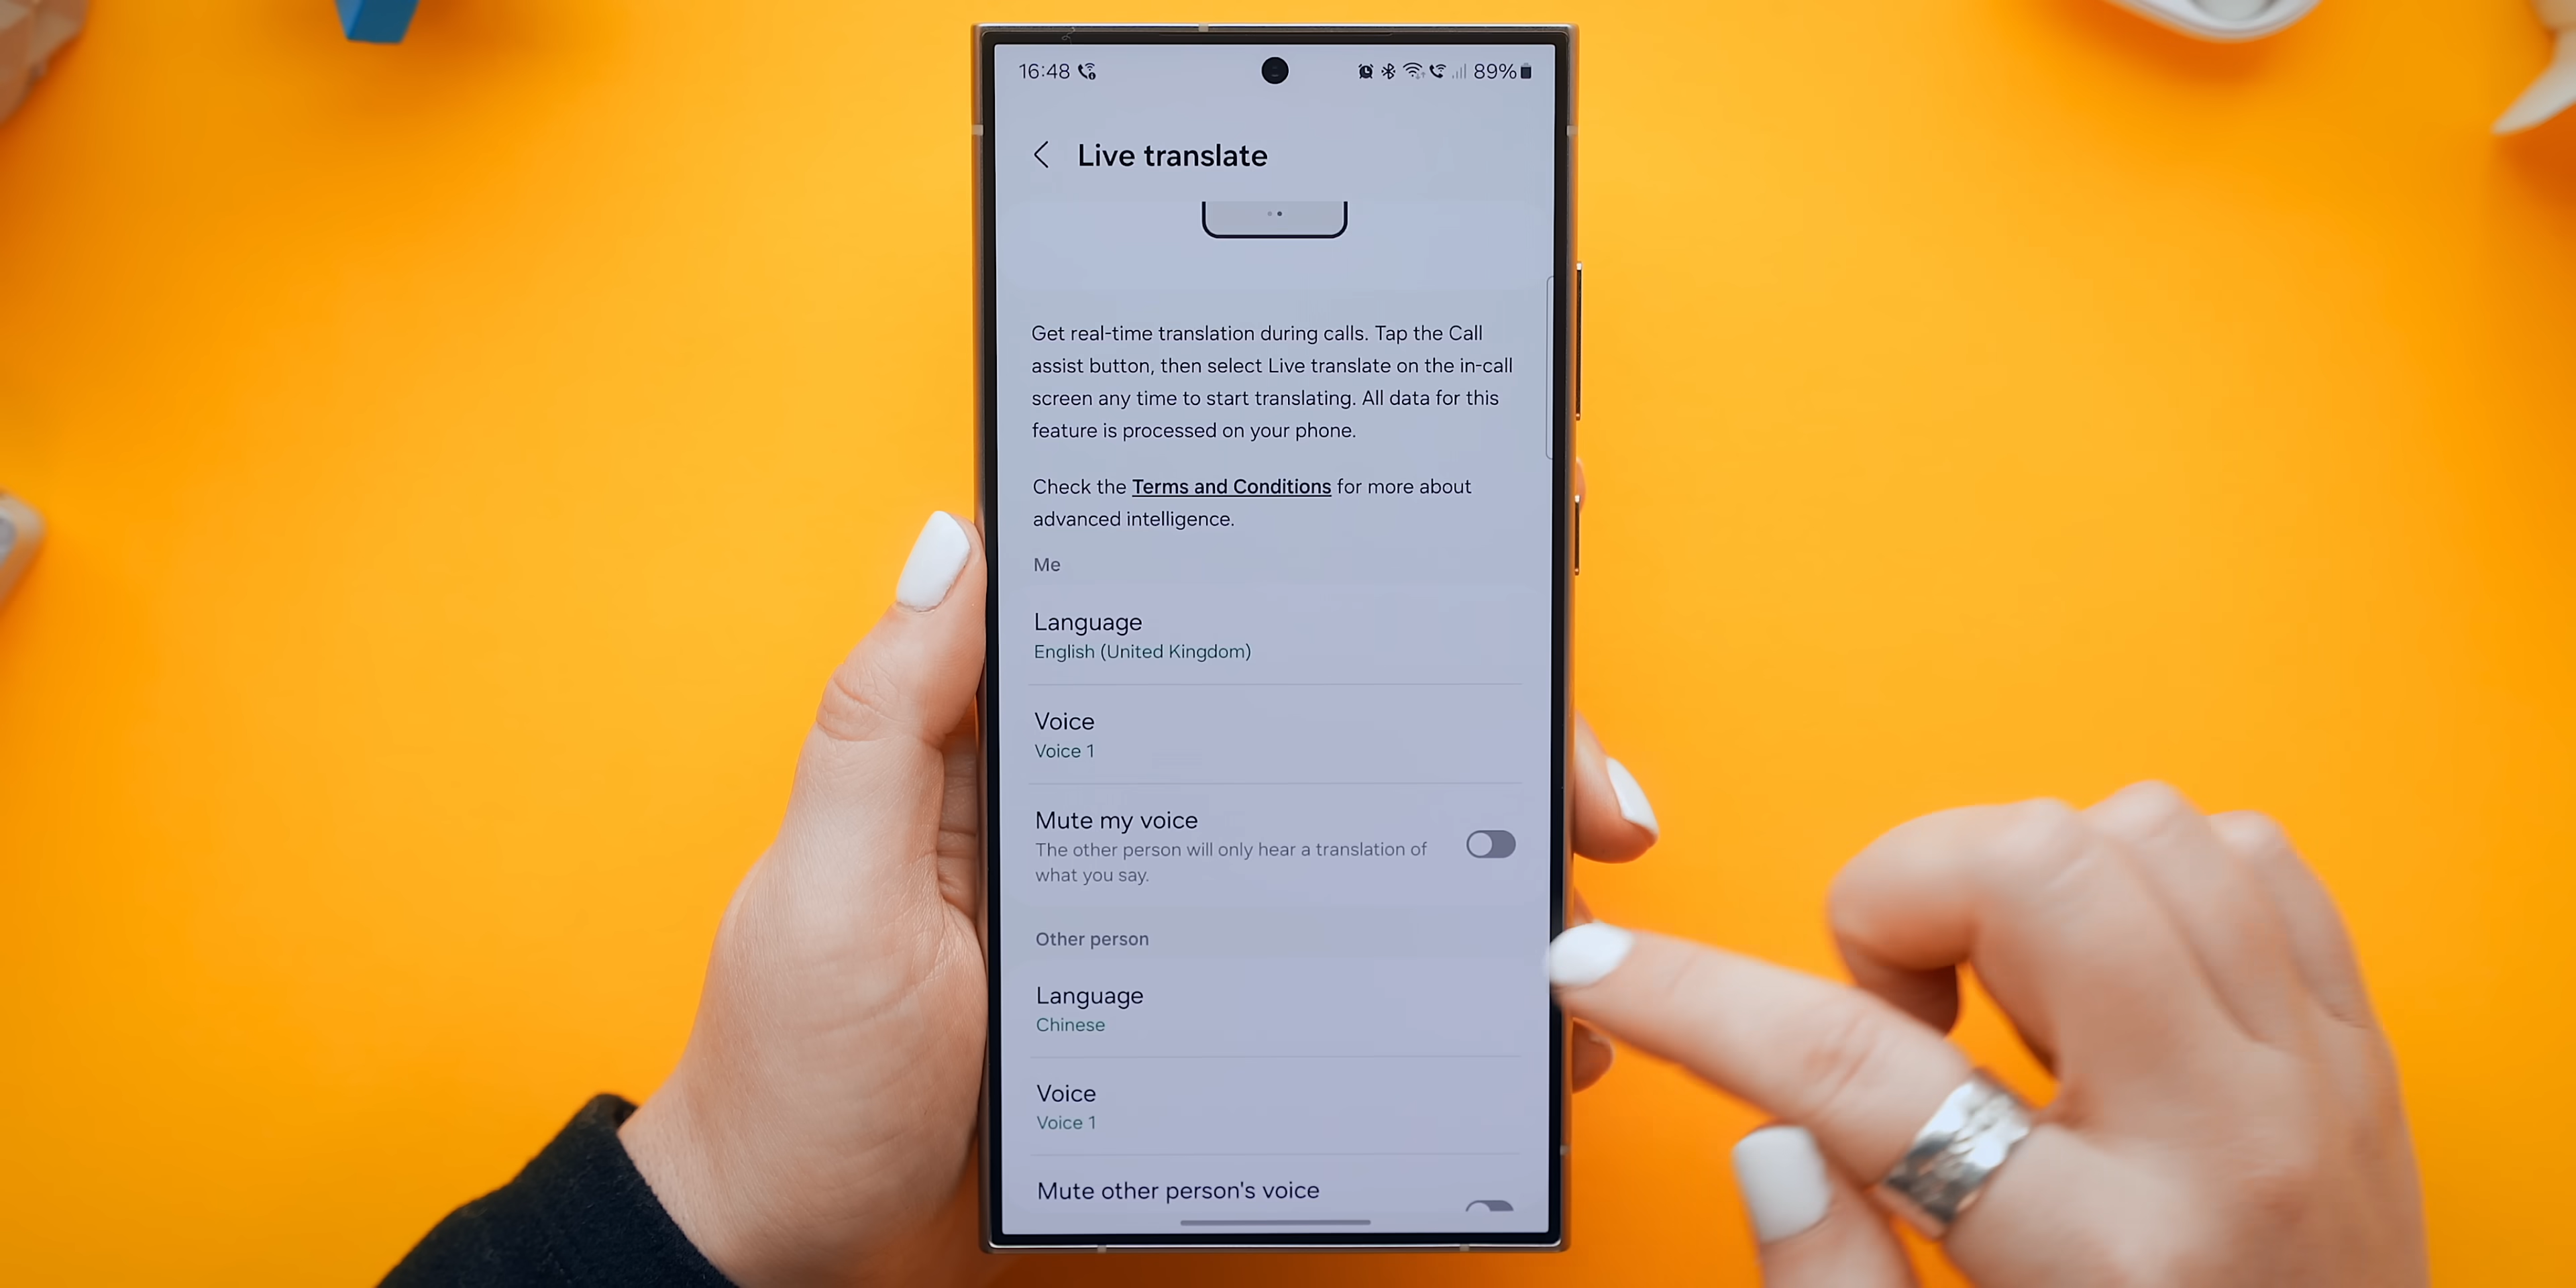 16:48 89%
Live translate
Get real-time translation during calls. Tap the Call
assist button, then select Live translate on the in-call
screen any time to start translating. All data for this
feature is processed on your phone.
Check the Terms and Conditions for more about
advanced intelligence.
Me
Language
English (United Kingdom)
Voice
Voice 1
Mute my voice
The other person will only hear a translation of
what you say.
Other person
Language
Chinese
Voice
Voice 1
Mute other person's voice